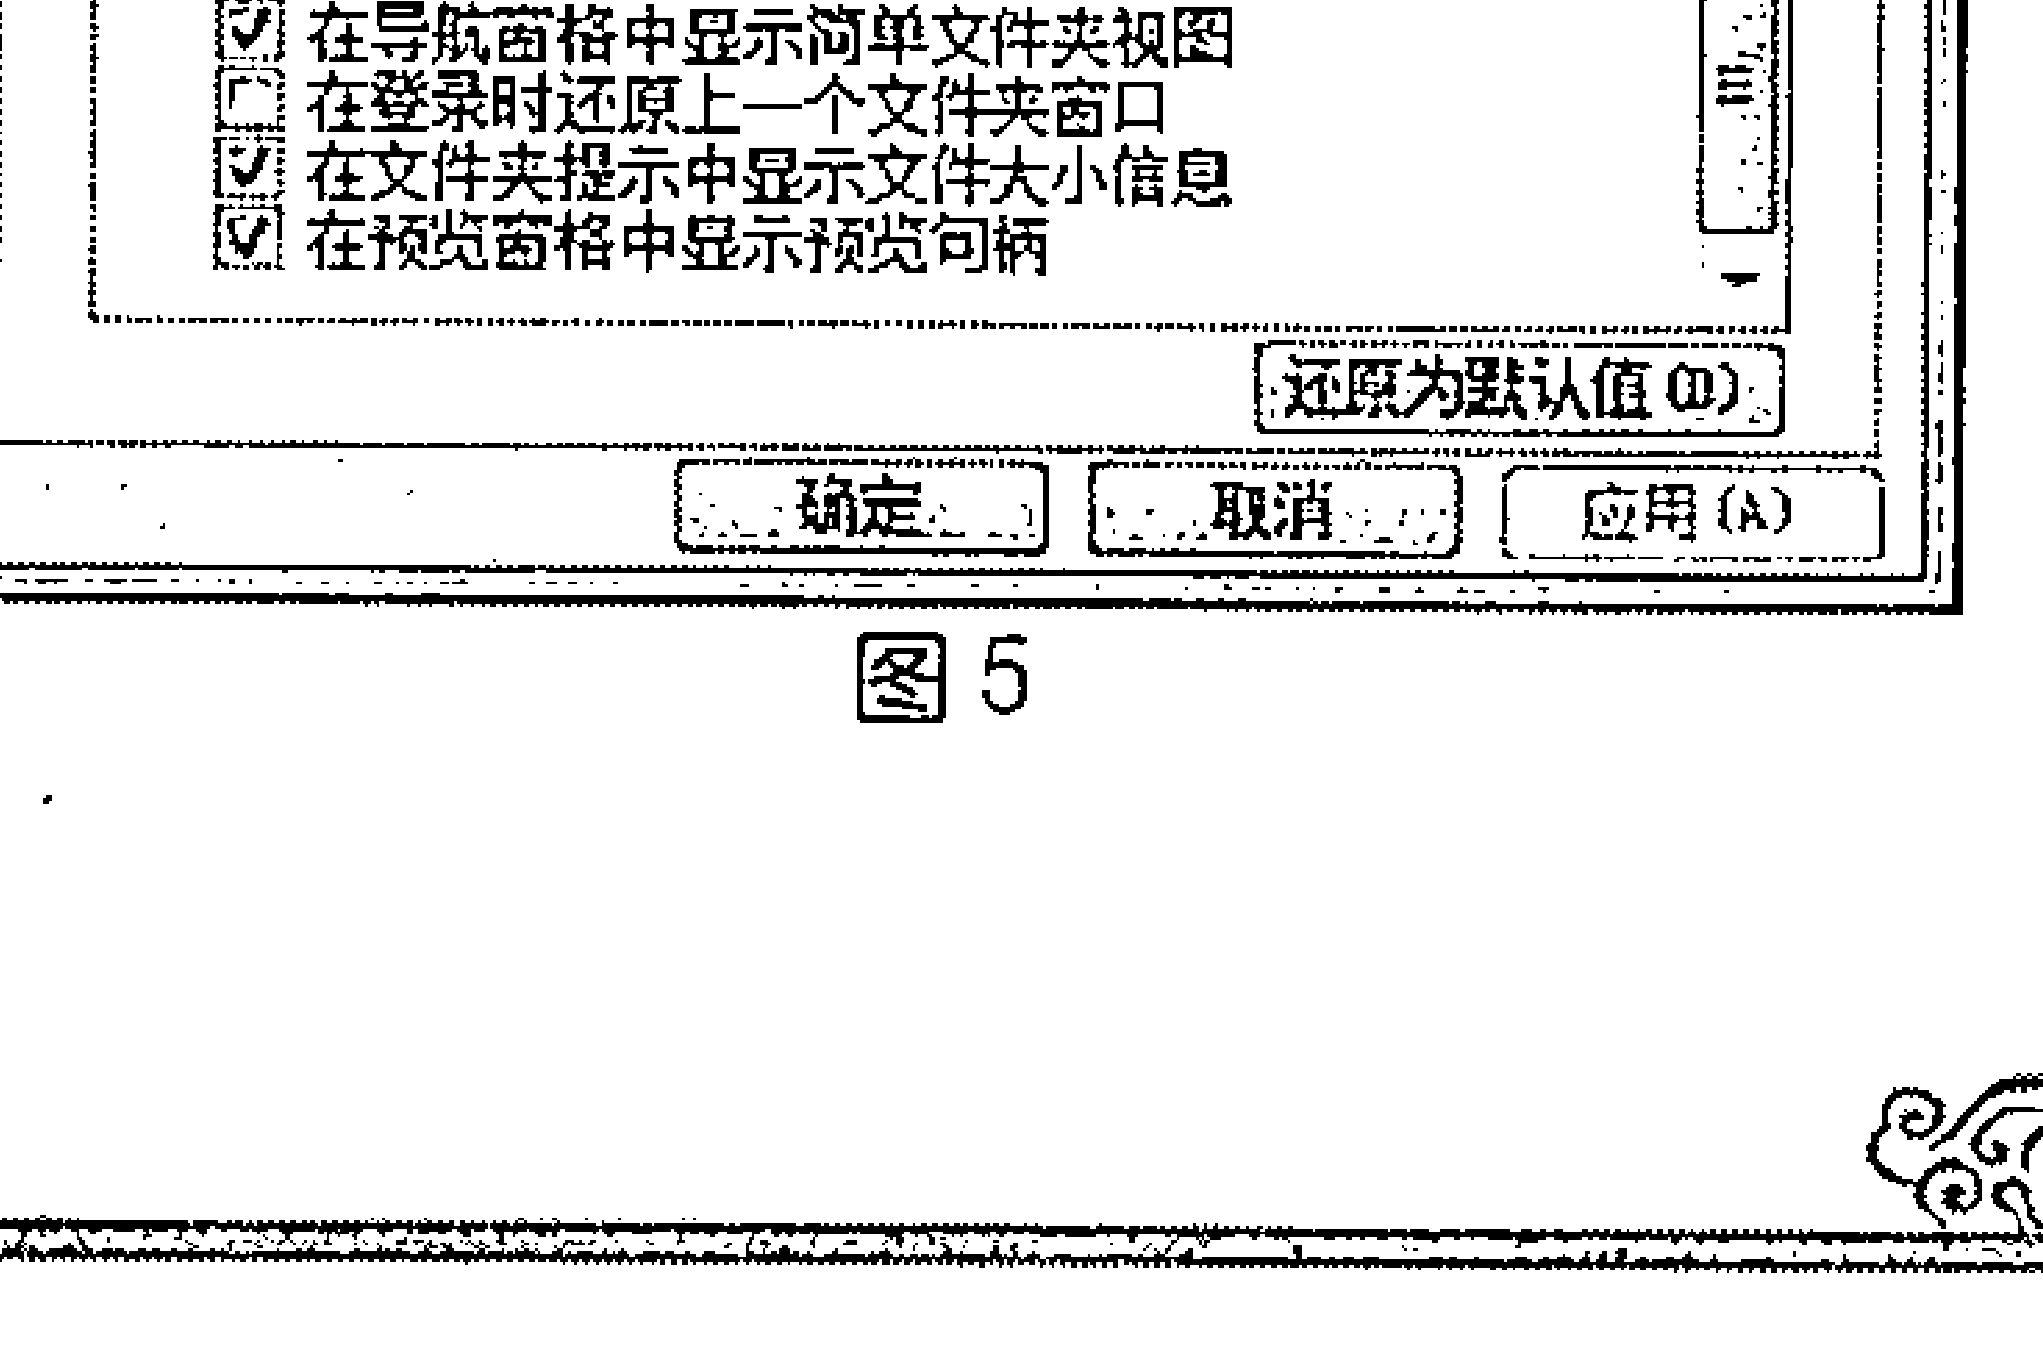 在导航窗格中显示简单文件夹视图
在登录时还原上一个文件夹窗口
在文件夹提示中显示文件大小信息
在预览窗格中显示预览句柄
还原为默认值(D)
确定 取消 应用(A)
图 5